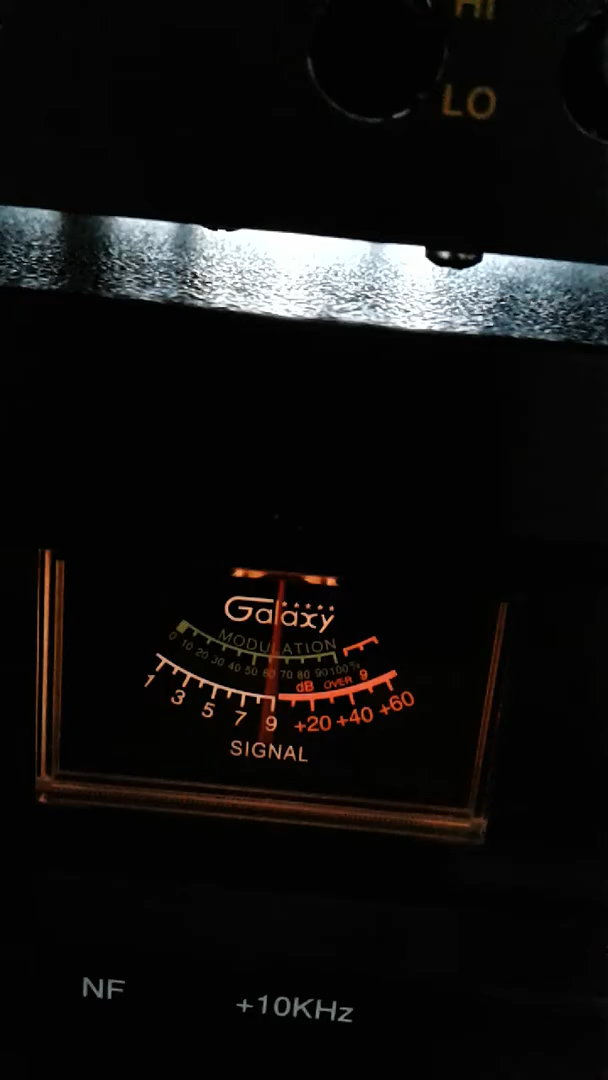 HI
LO
Galaxy
MODULATION
0 10 20 30 40 50 60 70 80 90 100 %
dB OVER 9
1 3 5 7 9 +20 +40 +60
SIGNAL
NF +10KHz